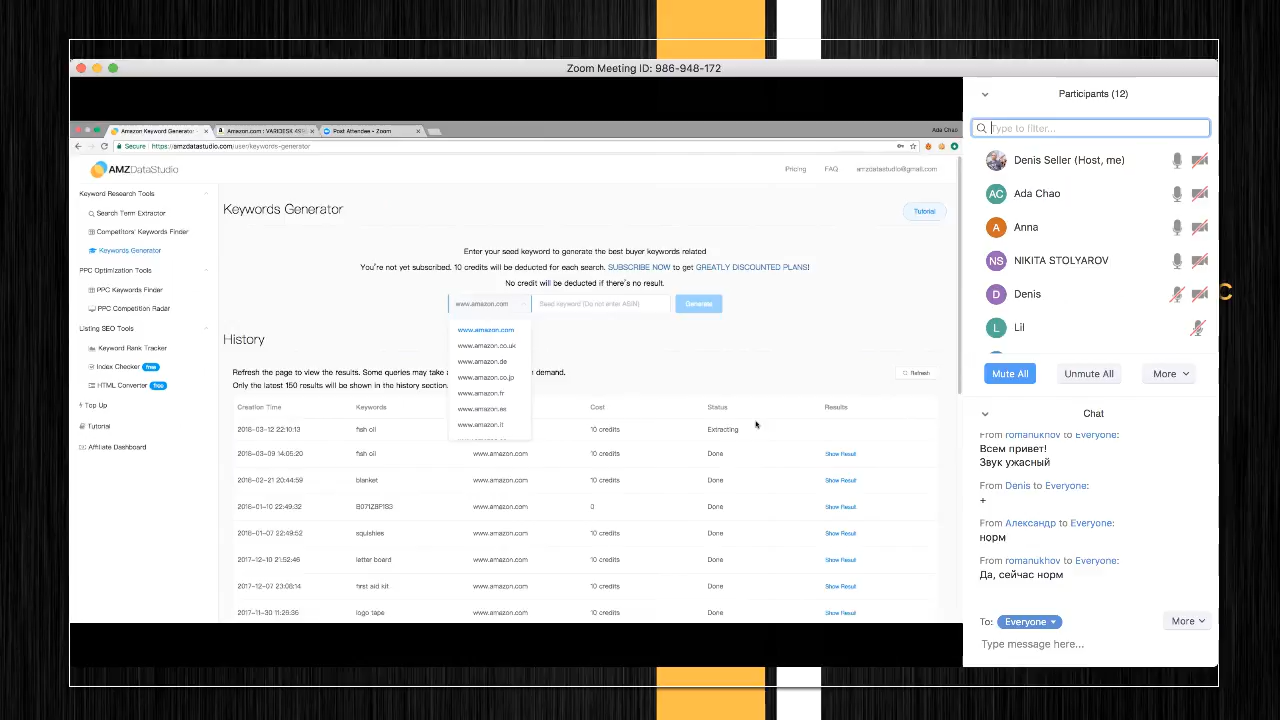 Zoom Meeting ID: 986-948-172
Amazon Keyword Generator
Amazon.com : VARIDESK
Post Attendee - Zoom
Ada Chao
Secure https://amzdatastudio.com/user/keywords-generator
AMZDataStudio
Pricing
FAQ
amzdatastudio@gmail.com
Keyword Research Tools
Search Term Extractor
Competitors' Keywords Finder
Keywords Generator
PPC Optimization Tools
PPC Keywords Finder
PPC Competition Radar
Listing SEO Tools
Keyword Rank Tracker
Index Checker free
HTML Convertor free
Top Up
Tutorial
Affiliate Dashboard
Keywords Generator
Tutorial
Enter your seed keyword to generate the best buyer keywords related
You're not yet subscribed. 10 credits will be deducted for each search. SUBSCRIBE NOW to get GREATLY DISCOUNTED PLANS!
No credit will be deducted if there's no result.
www.amazon.com
Seed keyword(Do not enter ASIN)
Generate
www.amazon.com
www.amazon.co.uk
www.amazon.de
www.amazon.co.jp
www.amazon.fr
www.amazon.es
www.amazon.it
History
Refresh the page to view the results. Some queries may take
demand.
Only the latest 150 results will be shown in the history section.
Refresh
Creation Time Keywords Cost Status Results
2018-03-12 22:10:13 fish oil 10 credits Extracting
2018-03-09 14:05:20 fish oil www.amazon.com 10 credits Done Show Result
2018-02-21 20:44:59 blanket www.amazon.com 10 credits Done Show Result
2018-01-10 22:49:32 www.amazon.com 0 Done Show Result
2018-01-07 22:49:52 squishies www.amazon.com 10 credits Done Show Result
2017-12-10 21:52:46 letter board www.amazon.com 10 credits Done Show Result
2017-12-07 23:08:14 first aid kit www.amazon.com 10 credits Done Show Result
2017-11-30 11:29:36 logo tape www.amazon.com 10 credits Done Show Result
Participants (12)
Type to filter...
Denis Seller (Host, me)
AC Ada Chao
A Anna
NS NIKITA STOLYAROV
D Denis
L Lil
Mute All
Unmute All
More
Chat
From romanukhov to Everyone:
Всем привет!
Звук ужасный
From Denis to Everyone:
+
From Александр to Everyone:
норм
From romanukhov to Everyone:
Да, сейчас норм
To: Everyone
More
Type message here...
C